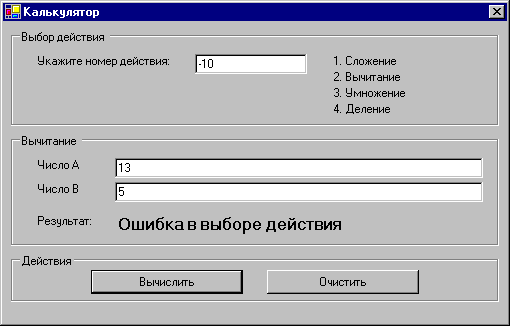 Калькулятор
Выбор действия
Укажите номер действия: -10
1. Сложение
2. Вычитание
3. Умножение
4. Деление
Вычитание
Число A 13
Число B 5
Результат: Ошибка в выборе действия
Действия
Вычислить Очистить